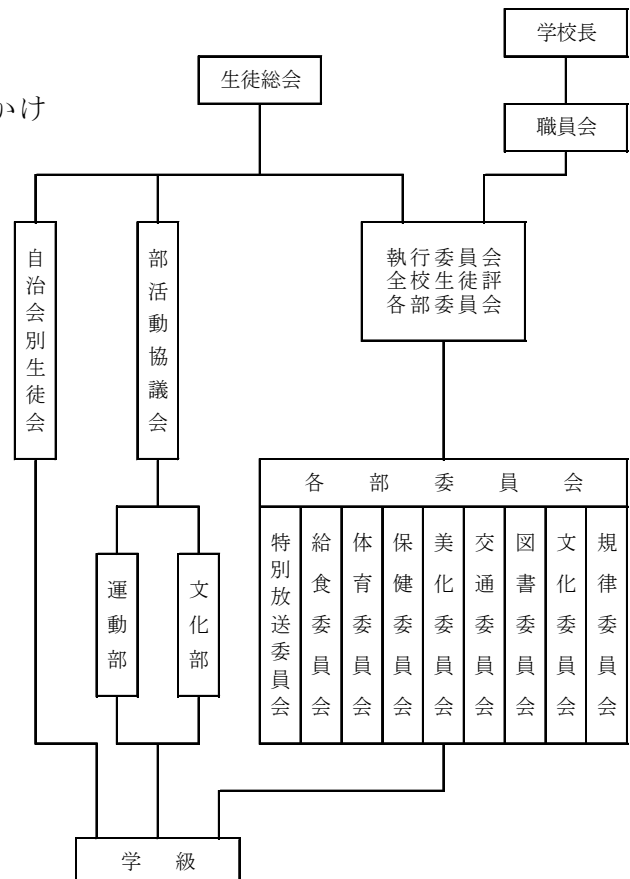 学校長
生徒総会
いかけ
職員会
自治会別生徒会
部活動協議会
執行委員会
全校生徒評
各部委員会
各部委員会
特別放送委員会
給食委員会
体育委員会
保健委員会
美化委員会
交通委員会
図書委員会
文化委員会
規律委員会
運動部
文化部
学級